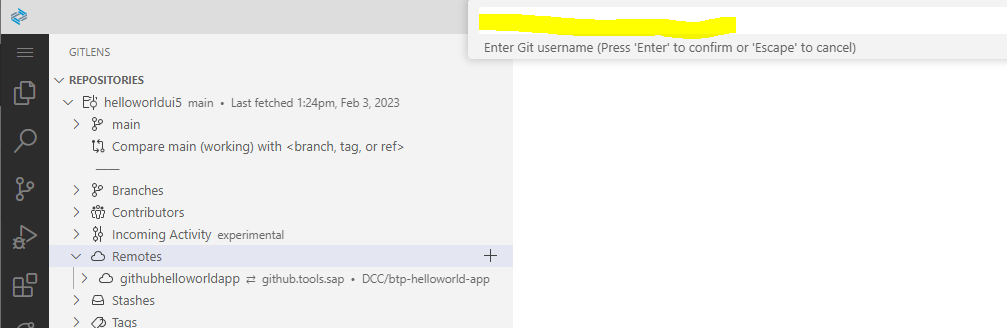 Enter Git username (Press 'Enter' to confirm or 'Escape' to cancel)
GITLENS
REPOSITORIES
helloworldui5 main • Last fetched 1:24pm, Feb 3, 2023
main
Compare main (working) with <branch, tag, or ref>
Branches
Contributors
Incoming Activity experimental
Remotes
githubhelloworldapp ⇄ github.tools.sap • DCC/btp-helloworld-app
Stashes
Tags